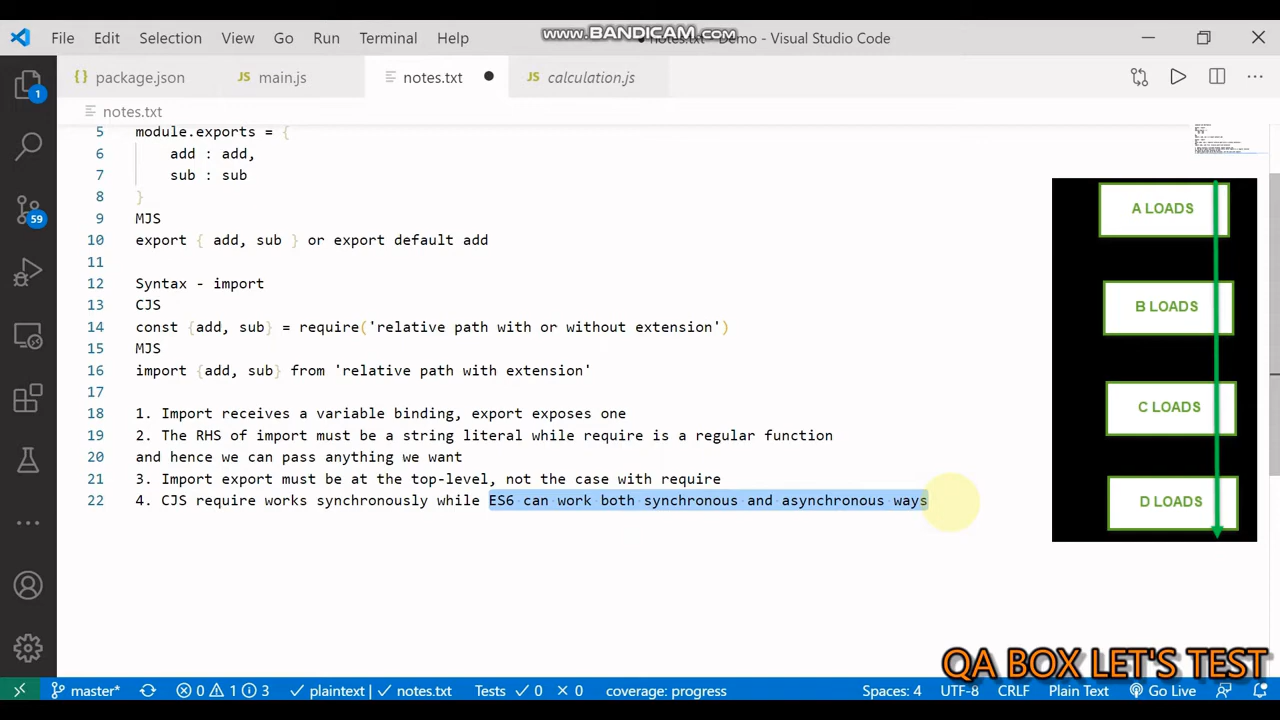 www.BANDICAM.com
File Edit Selection View Go Run Terminal Help notes.txt - Demo - Visual Studio Code
package.json JS main.js notes.txt JS calculation.js
notes.txt
5 module.exports = {
6 add : add,
7 sub : sub
8 }
9 MJS
10 export { add, sub } or export default add
11
12 Syntax - import
13 CJS
14 const {add, sub} = require('relative path with or without extension')
15 MJS
16 import {add, sub} from 'relative path with extension'
17
18 1. Import receives a variable binding, export exposes one
19 2. The RHS of import must be a string literal while require is a regular function
20 and hence we can pass anything we want
21 3. Import export must be at the top-level, not the case with require
22 4. CJS require works synchronously while ES6 can work both synchronous and asynchronous ways
A LOADS
B LOADS
C LOADS
D LOADS
1
59
QA BOX LET'S TEST
master* 0 1 3 plaintext | notes.txt Tests 0 0 coverage: progress Spaces: 4 UTF-8 CRLF Plain Text Go Live